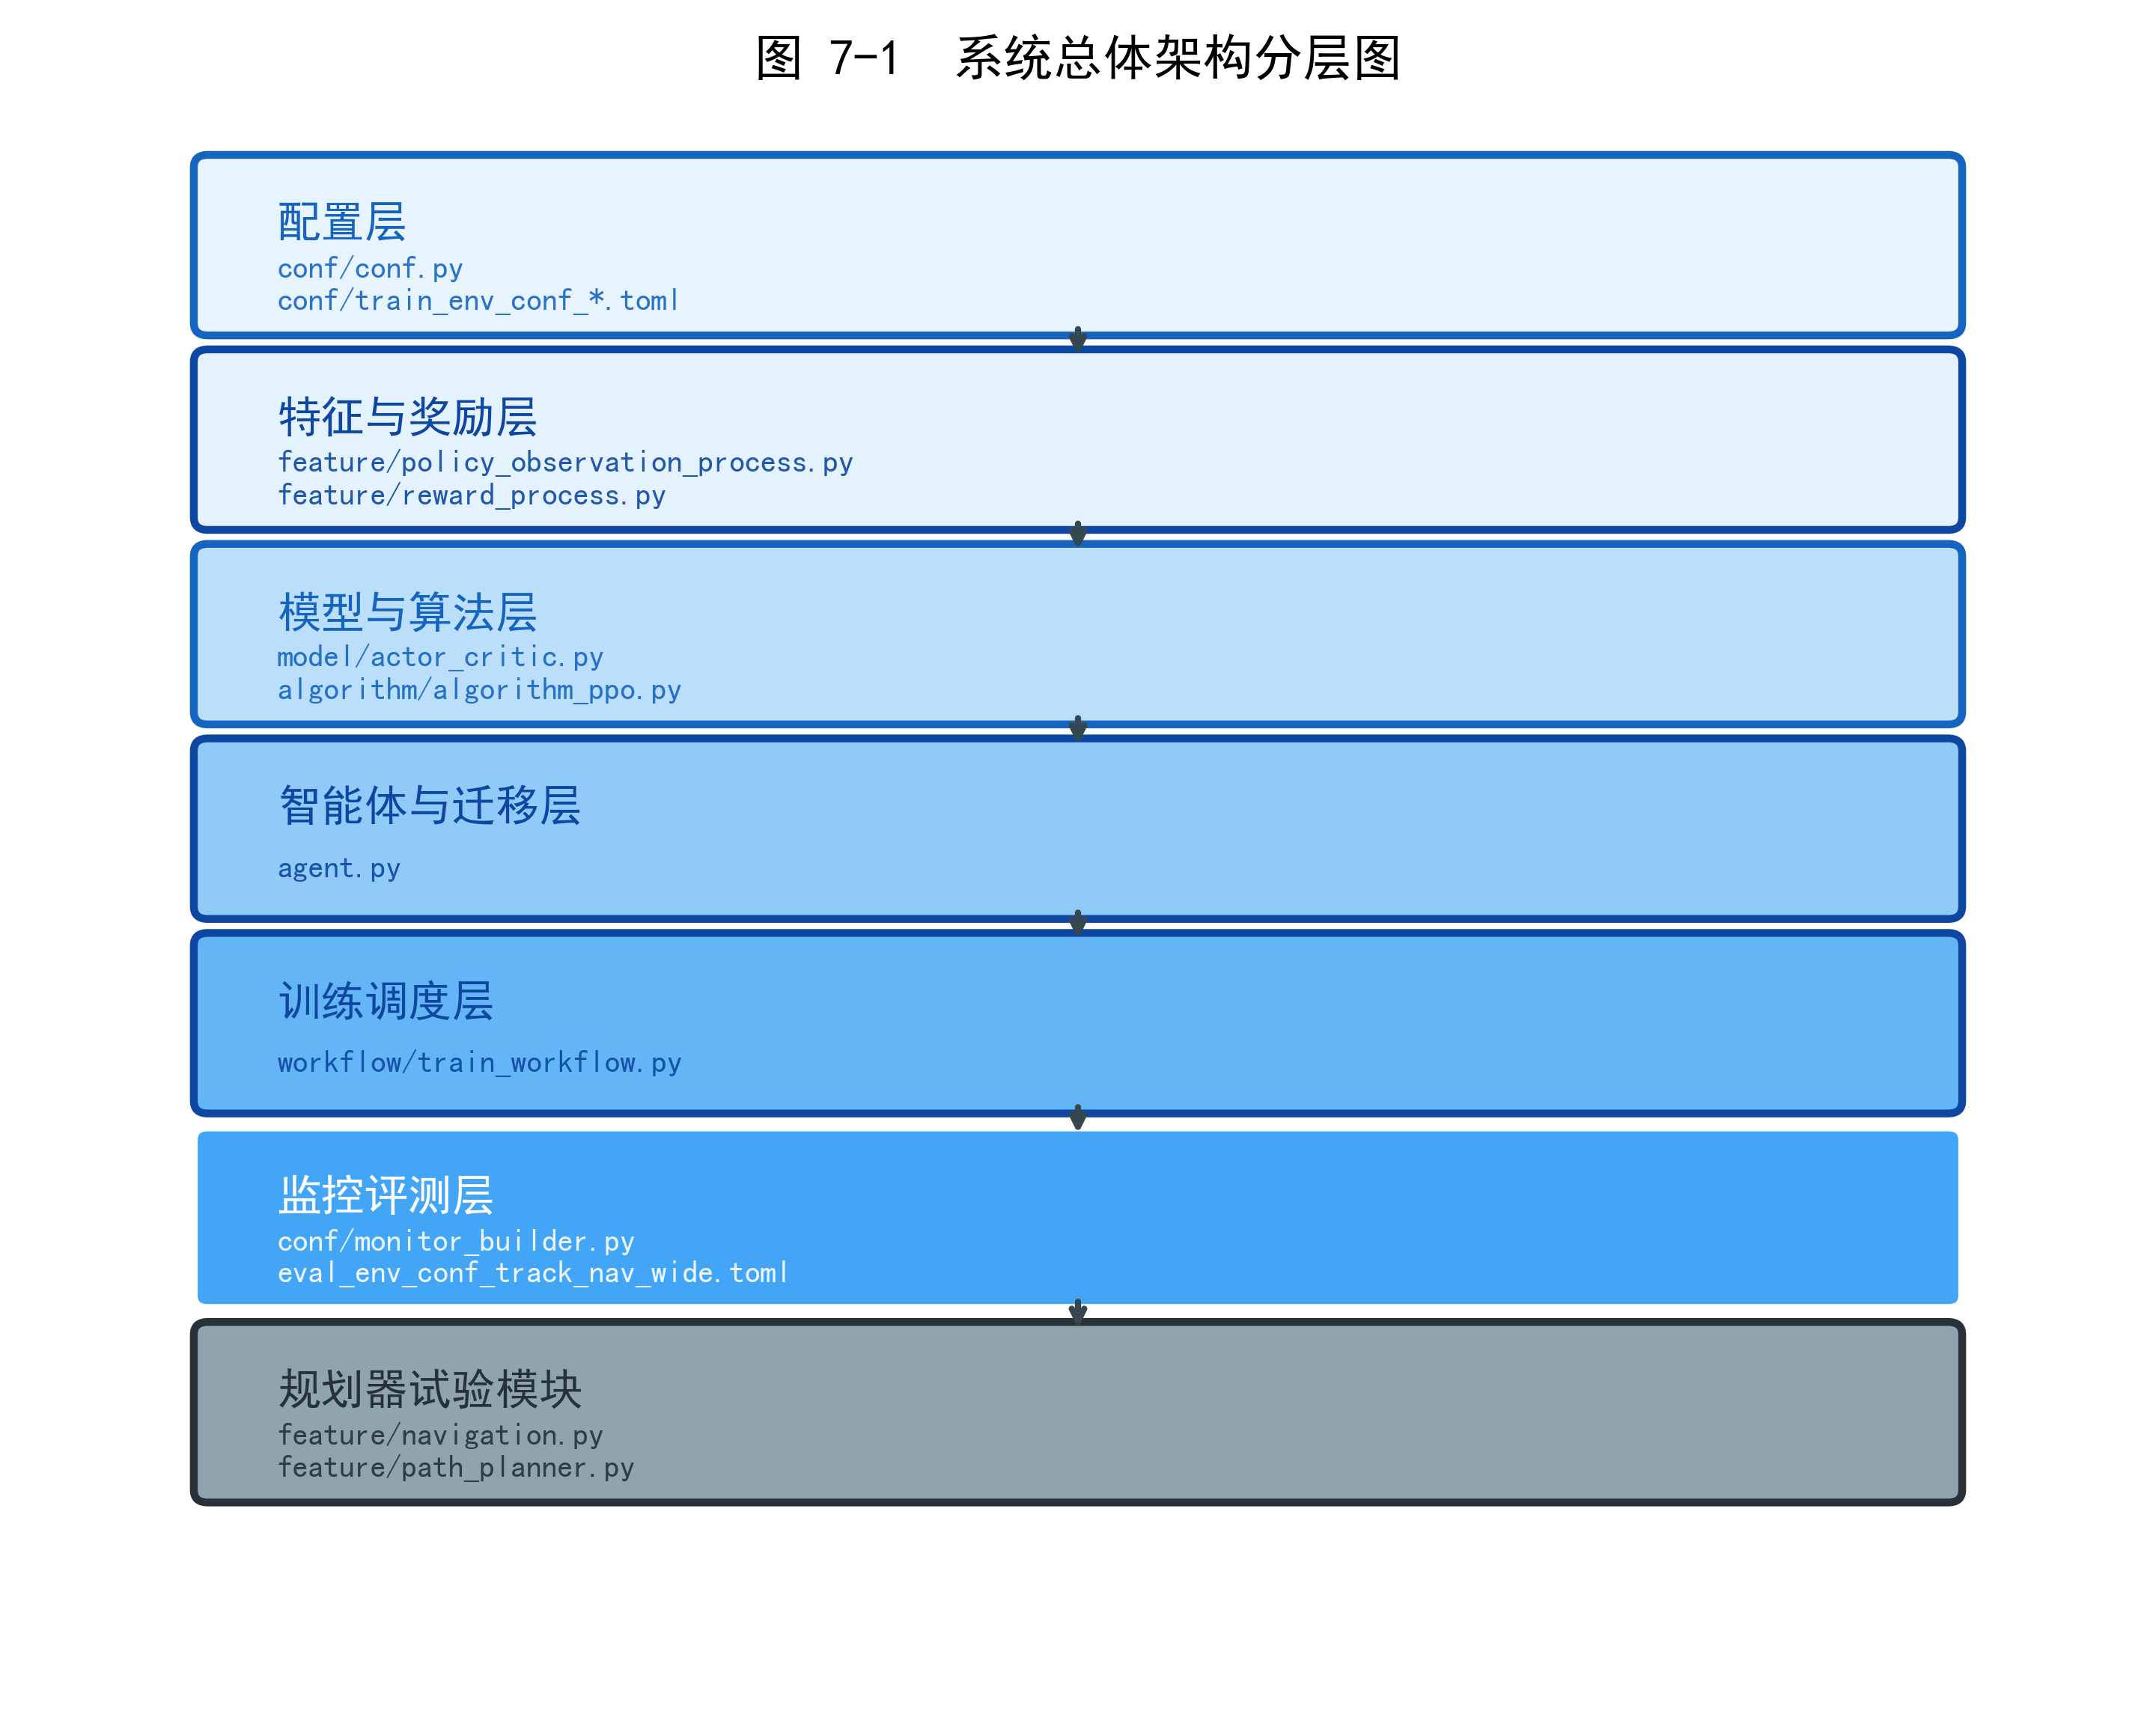 图 7-1 系统总体架构分层图
配置层
conf/conf.py
conf/train_env_conf_*.toml
特征与奖励层
feature/policy_observation_process.py
feature/reward_process.py
模型与算法层
model/actor_critic.py
algorithm/algorithm_ppo.py
智能体与迁移层
agent.py
训练调度层
workflow/train_workflow.py
监控评测层
conf/monitor_builder.py
eval_env_conf_track_nav_wide.toml
规划器试验模块
feature/navigation.py
feature/path_planner.py